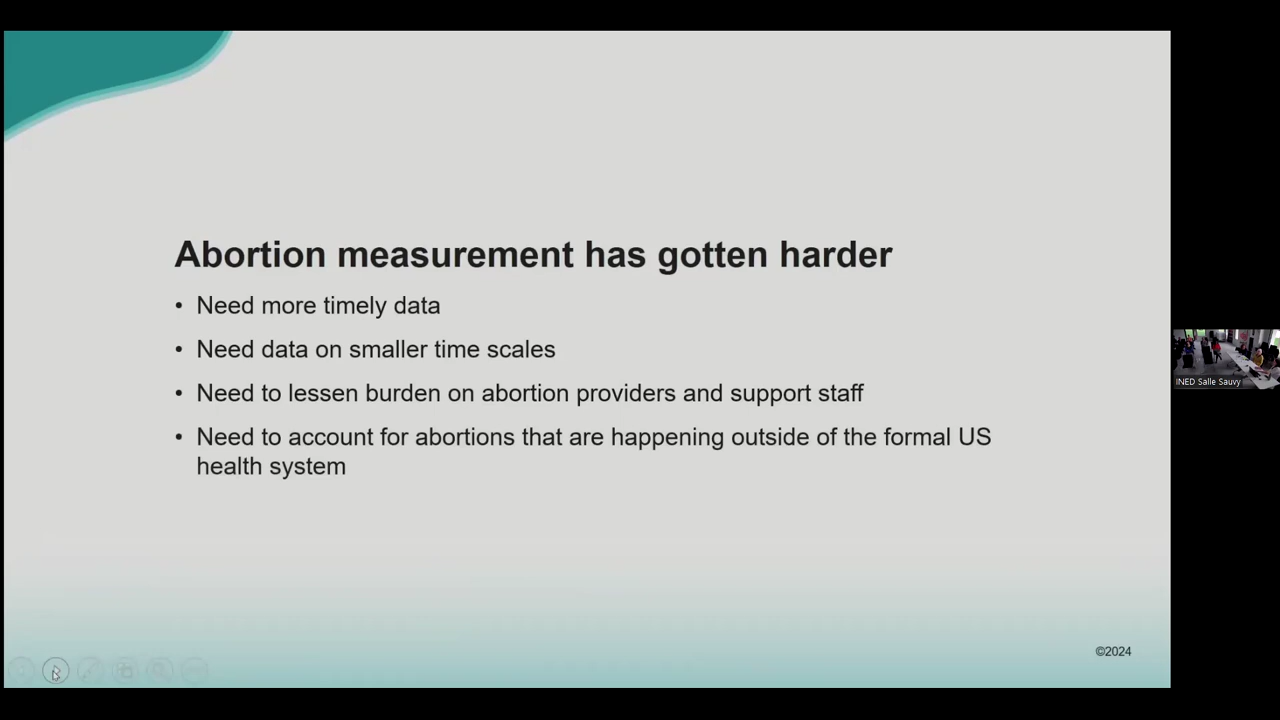 Abortion measurement has gotten harder
• Need more timely data
• Need data on smaller time scales
• Need to lessen burden on abortion providers and support staff
• Need to account for abortions that are happening outside of the formal US
health system
INED Salle Sauvy
©2024